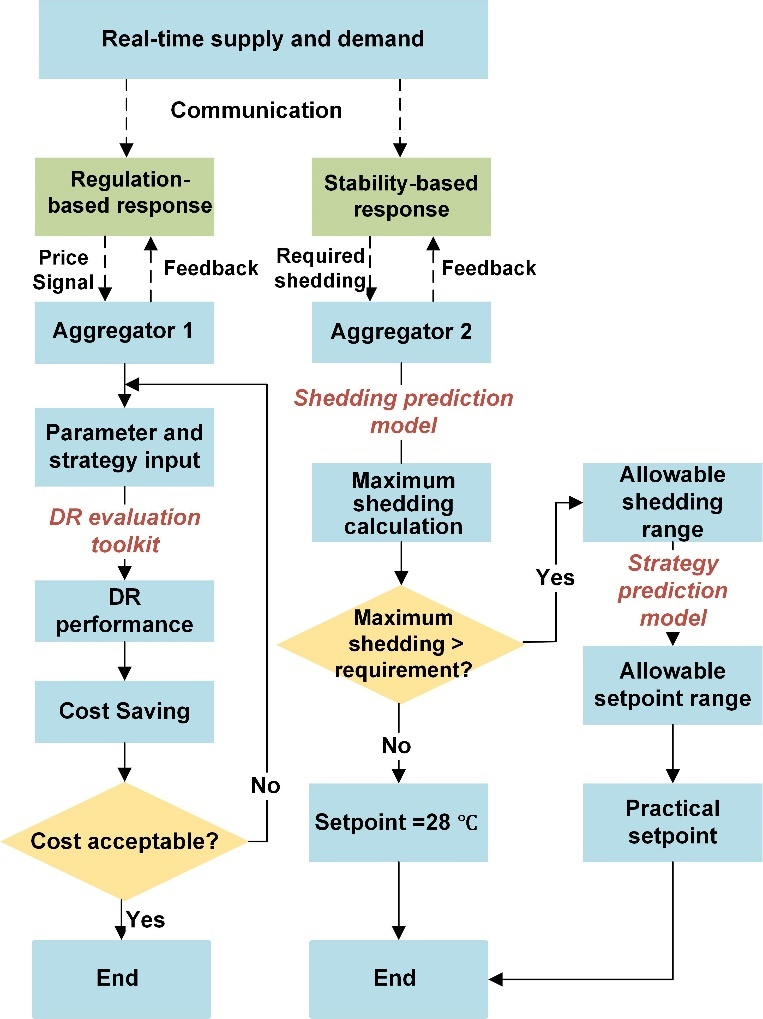 Real-time supply and demand
Communication
Regulation-
based response
Stability-based
response
Price
Signal
Feedback
Required
shedding
Feedback
Aggregator 1
Aggregator 2
Shedding prediction
model
Parameter and
strategy input
Maximum
shedding
calculation
Allowable
shedding
range
DR evaluation
toolkit
Yes
Strategy
prediction
model
DR
performance
Maximum
shedding >
requirement?
Allowable
setpoint range
Cost Saving
No
No
Setpoint =28 ℃
Practical
setpoint
Cost acceptable?
Yes
End
End